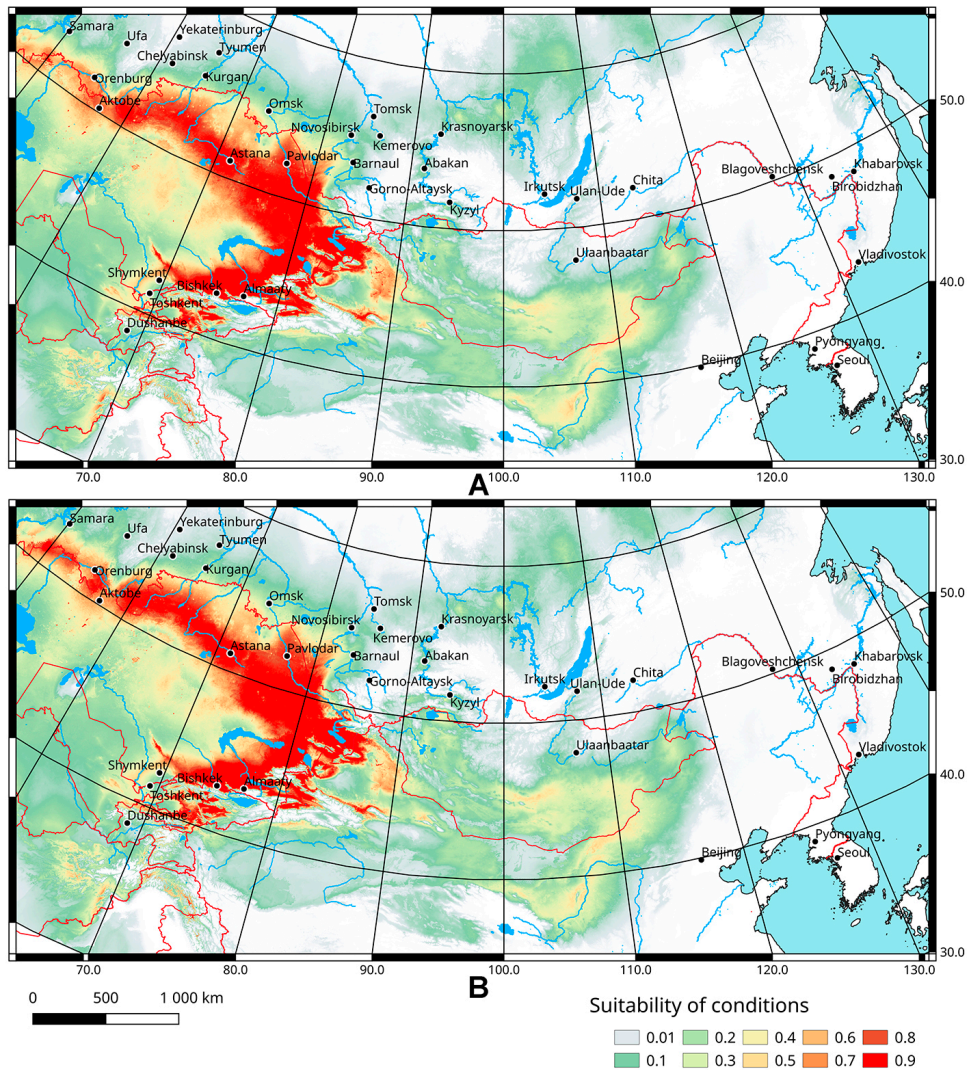 Samara
Ufa
Yekaterinburg
Chelyabinsk
Tyumen
Orenburg
Kurgan
Aktobe
Omsk
Tomsk
50.0
Novosibirsk
Krasnoyarsk
Kemerovo
Astana
Pavlodar
Barnaul
Abakan
Blagoveshchensk
Khabarovsk
Gorno-Altaysk
Irkutsk
Ulan-Ude
Chita
Birobidzhan
Kyzyl
Ulaanbaatar
Vladivostok
Shymkent
Bishkek
Almaaty
40.0
Toshkent
Dushanbe
Pyongyang
Beijing
Seoul
30.0
70.0
80.0
90.0
100.0
110.0
120.0
130.0
A
Samara
Ufa
Yekaterinburg
Chelyabinsk
Tyumen
Orenburg
Kurgan
Aktobe
Omsk
Tomsk
50.0
Novosibirsk
Krasnoyarsk
Kemerovo
Astana
Pavlodar
Barnaul
Abakan
Blagoveshchensk
Khabarovsk
Gorno-Altaysk
Irkutsk
Ulan-Ude
Chita
Birobidzhan
Kyzyl
Ulaanbaatar
Vladivostok
Shymkent
Bishkek
Almaaty
40.0
Toshkent
Dushanbe
Pyongyang
Beijing
Seoul
30.0
70.0
80.0
90.0
100.0
110.0
120.0
130.0
B
0 500 1 000 km
Suitability of conditions
0.01 0.2 0.4 0.6 0.8
0.1 0.3 0.5 0.7 0.9